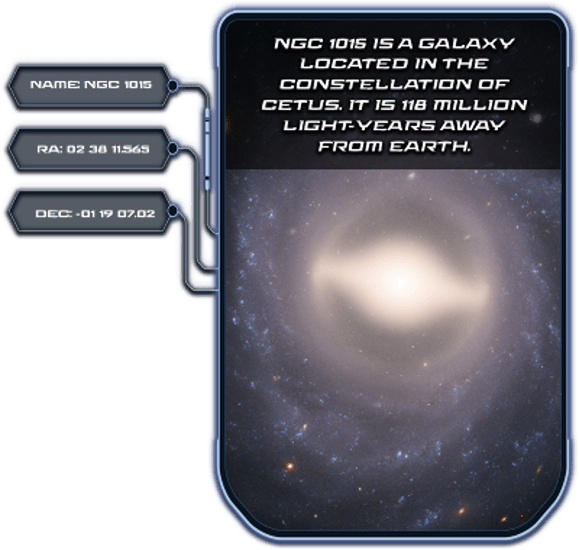 NAME: NGC 1015
RA: 02 38 11.565
DEC: -01 19 07.02
NGC 1015 IS A GALAXY
LOCATED IN THE
CONSTELLATION OF
CETUS. IT IS 118 MILLION
LIGHT-YEARS AWAY
FROM EARTH.